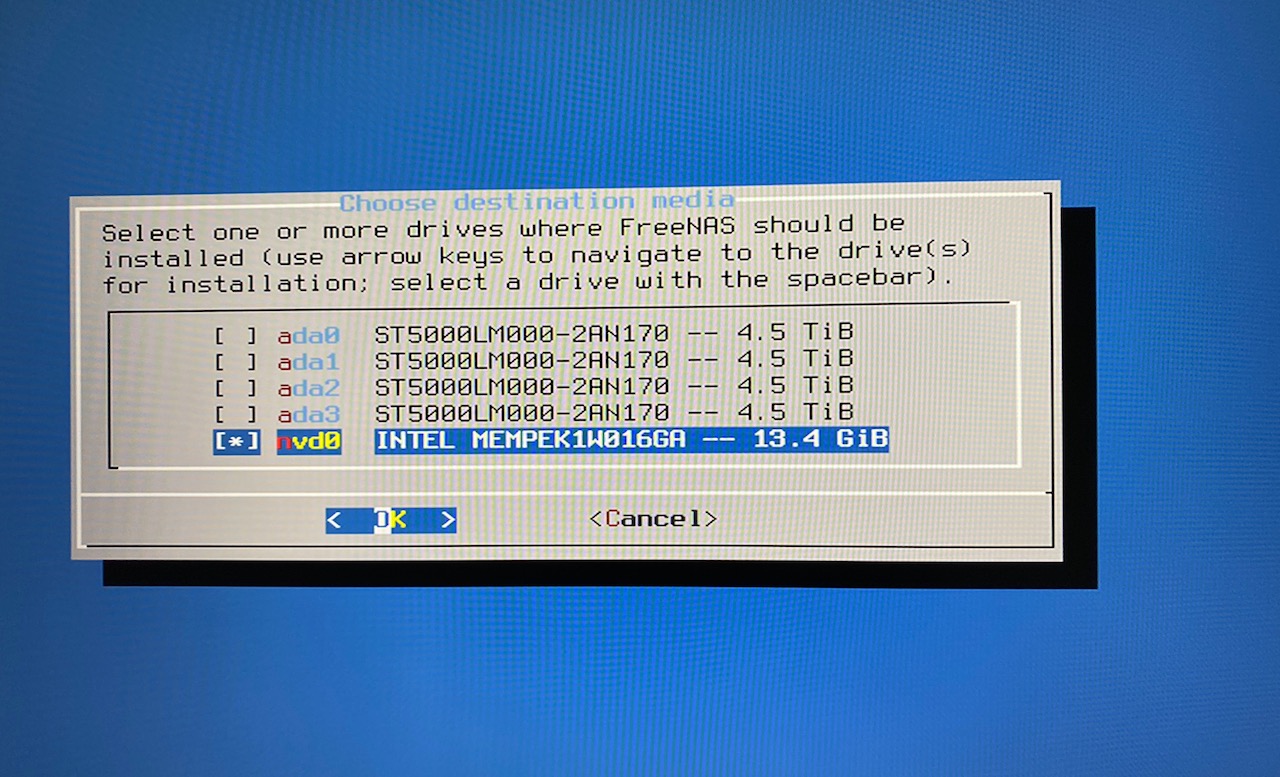 Choose destination media
Select one or more drives where FreeNAS should be
installed (use arrow keys to navigate to the drive(s)
for installation; select a drive with the spacebar).
[ ] ada0 ST5000LM000-2AN170 -- 4.5 TiB
[ ] ada1 ST5000LM000-2AN170 -- 4.5 TiB
[ ] ada2 ST5000LM000-2AN170 -- 4.5 TiB
[ ] ada3 ST5000LM000-2AN170 -- 4.5 TiB
[*] nvd0 INTEL MEMPEK1W016GA -- 13.4 GiB
< OK > <Cancel>